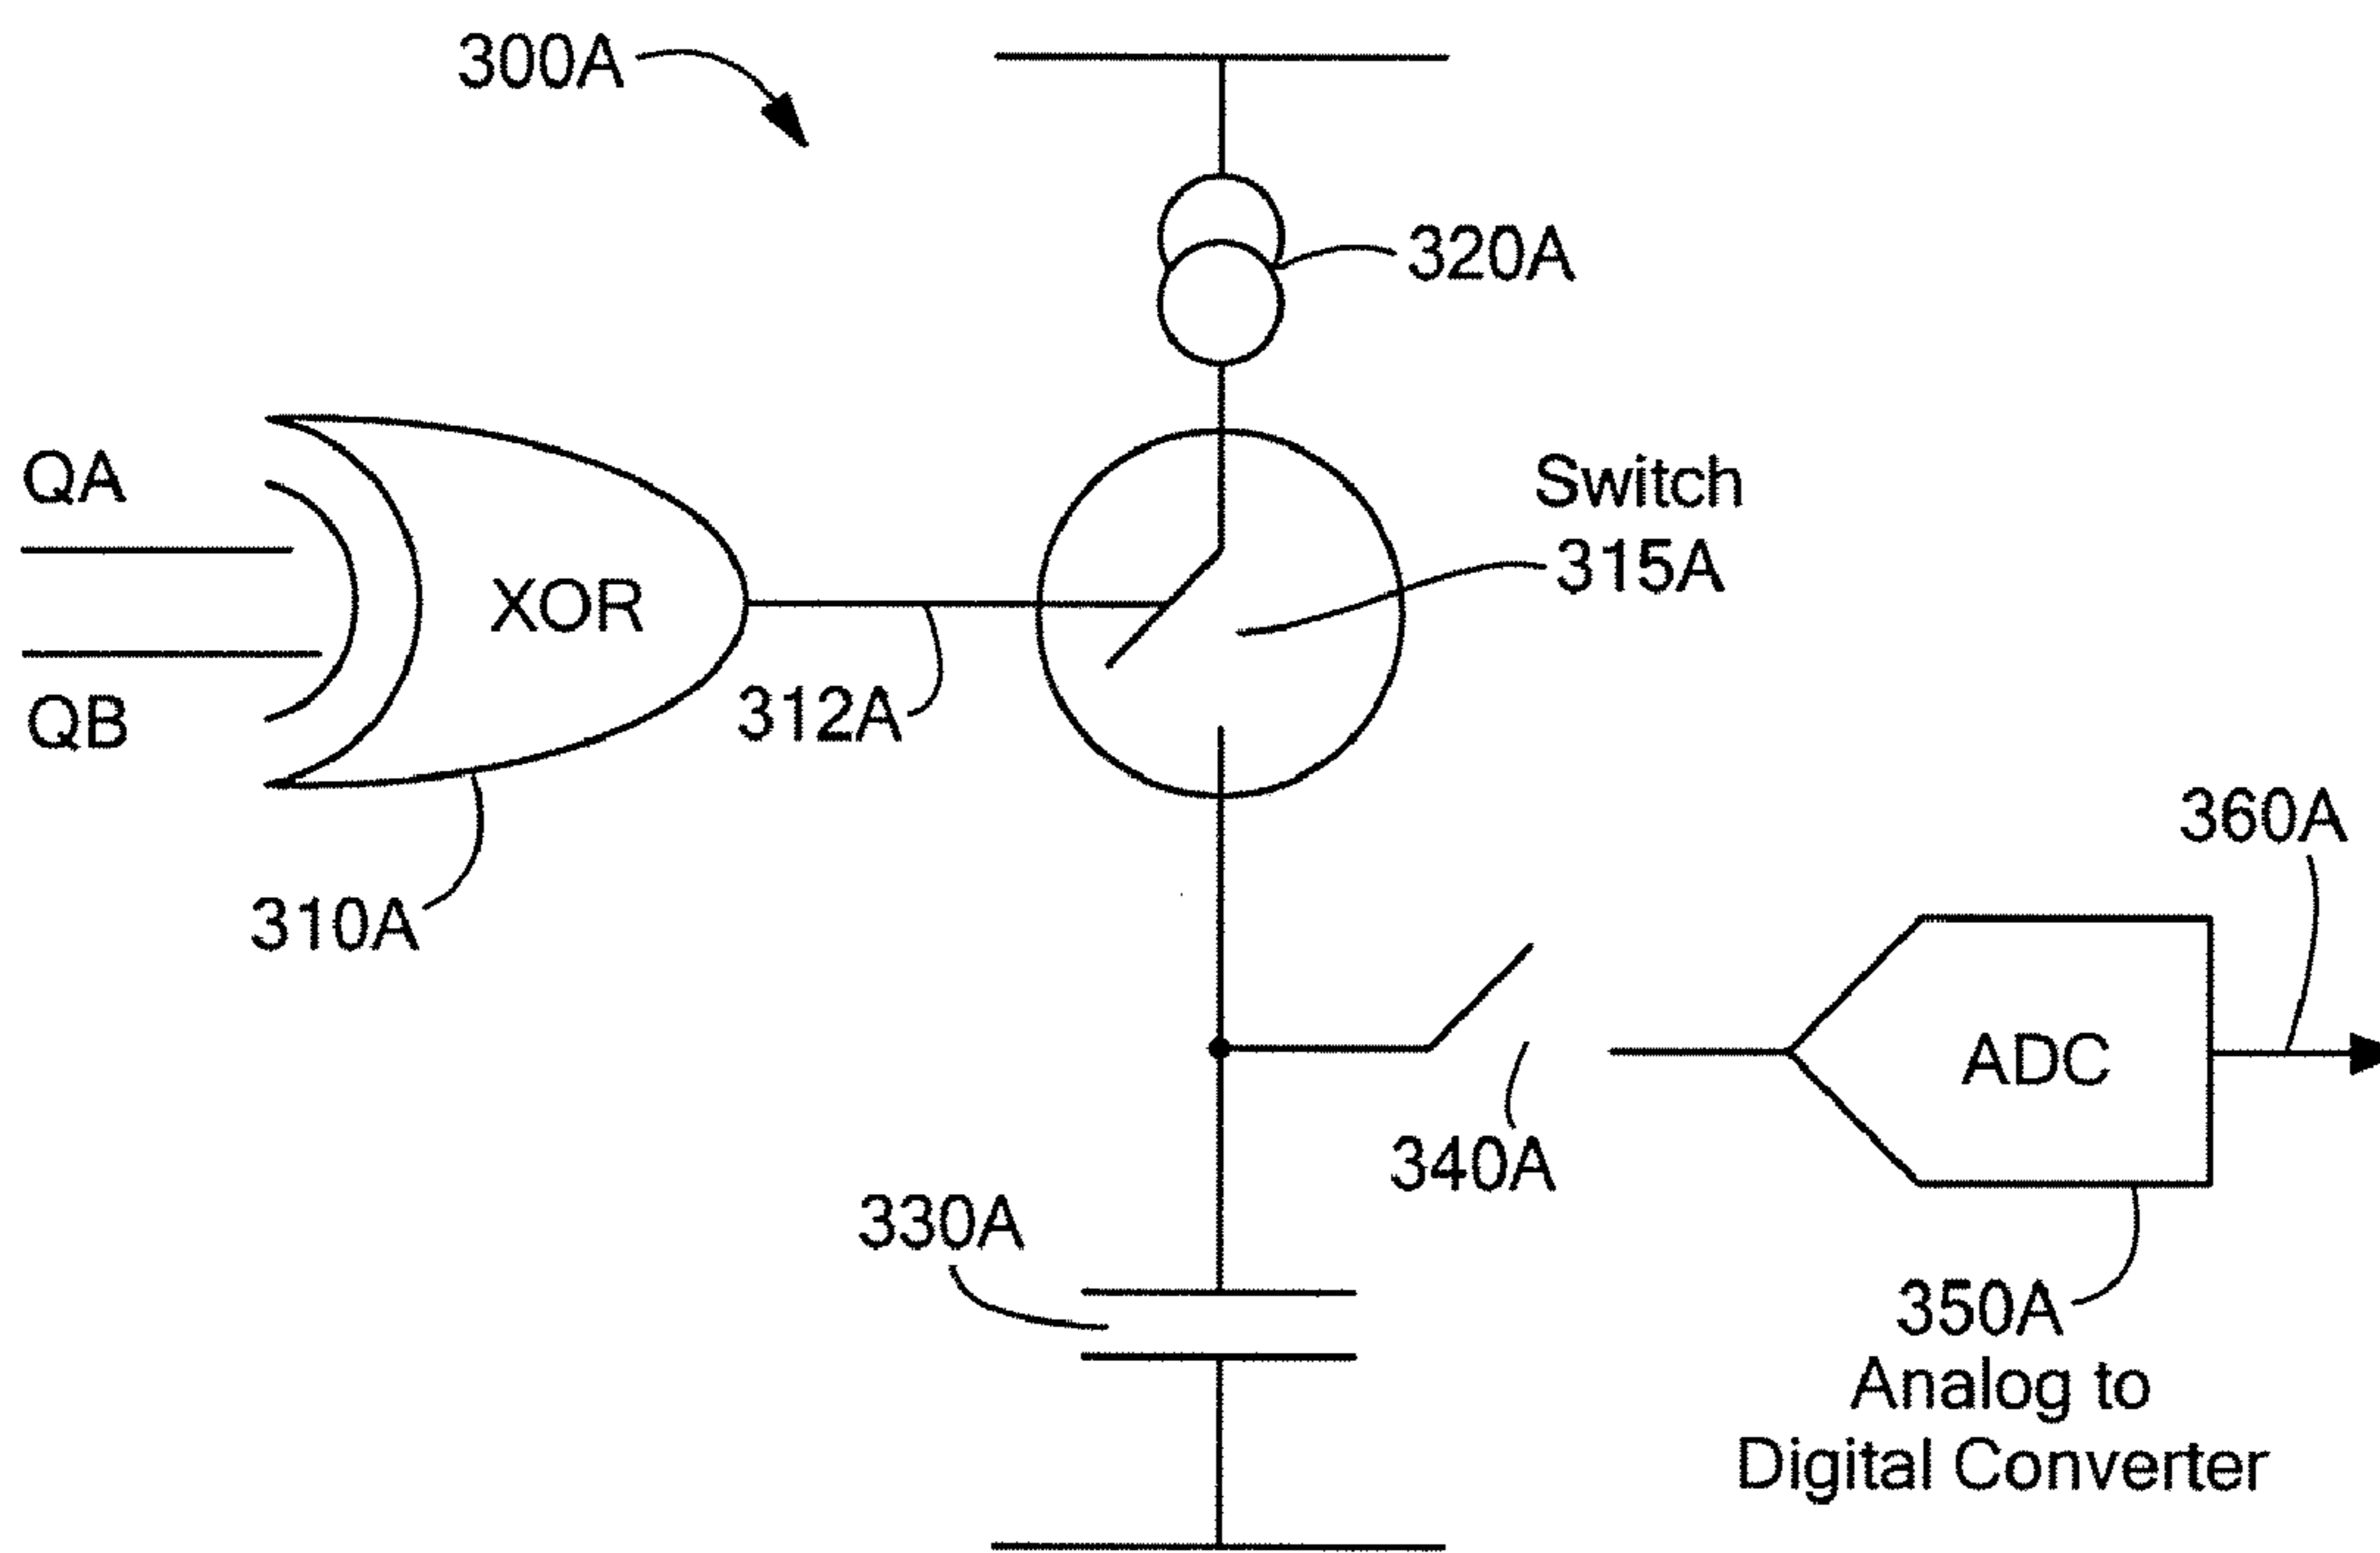 300A
320A
QA
Switch
315A
XOR
312A
QB
360A
310A
ADC
340A
330A
350A
Analog to
Digital Converter